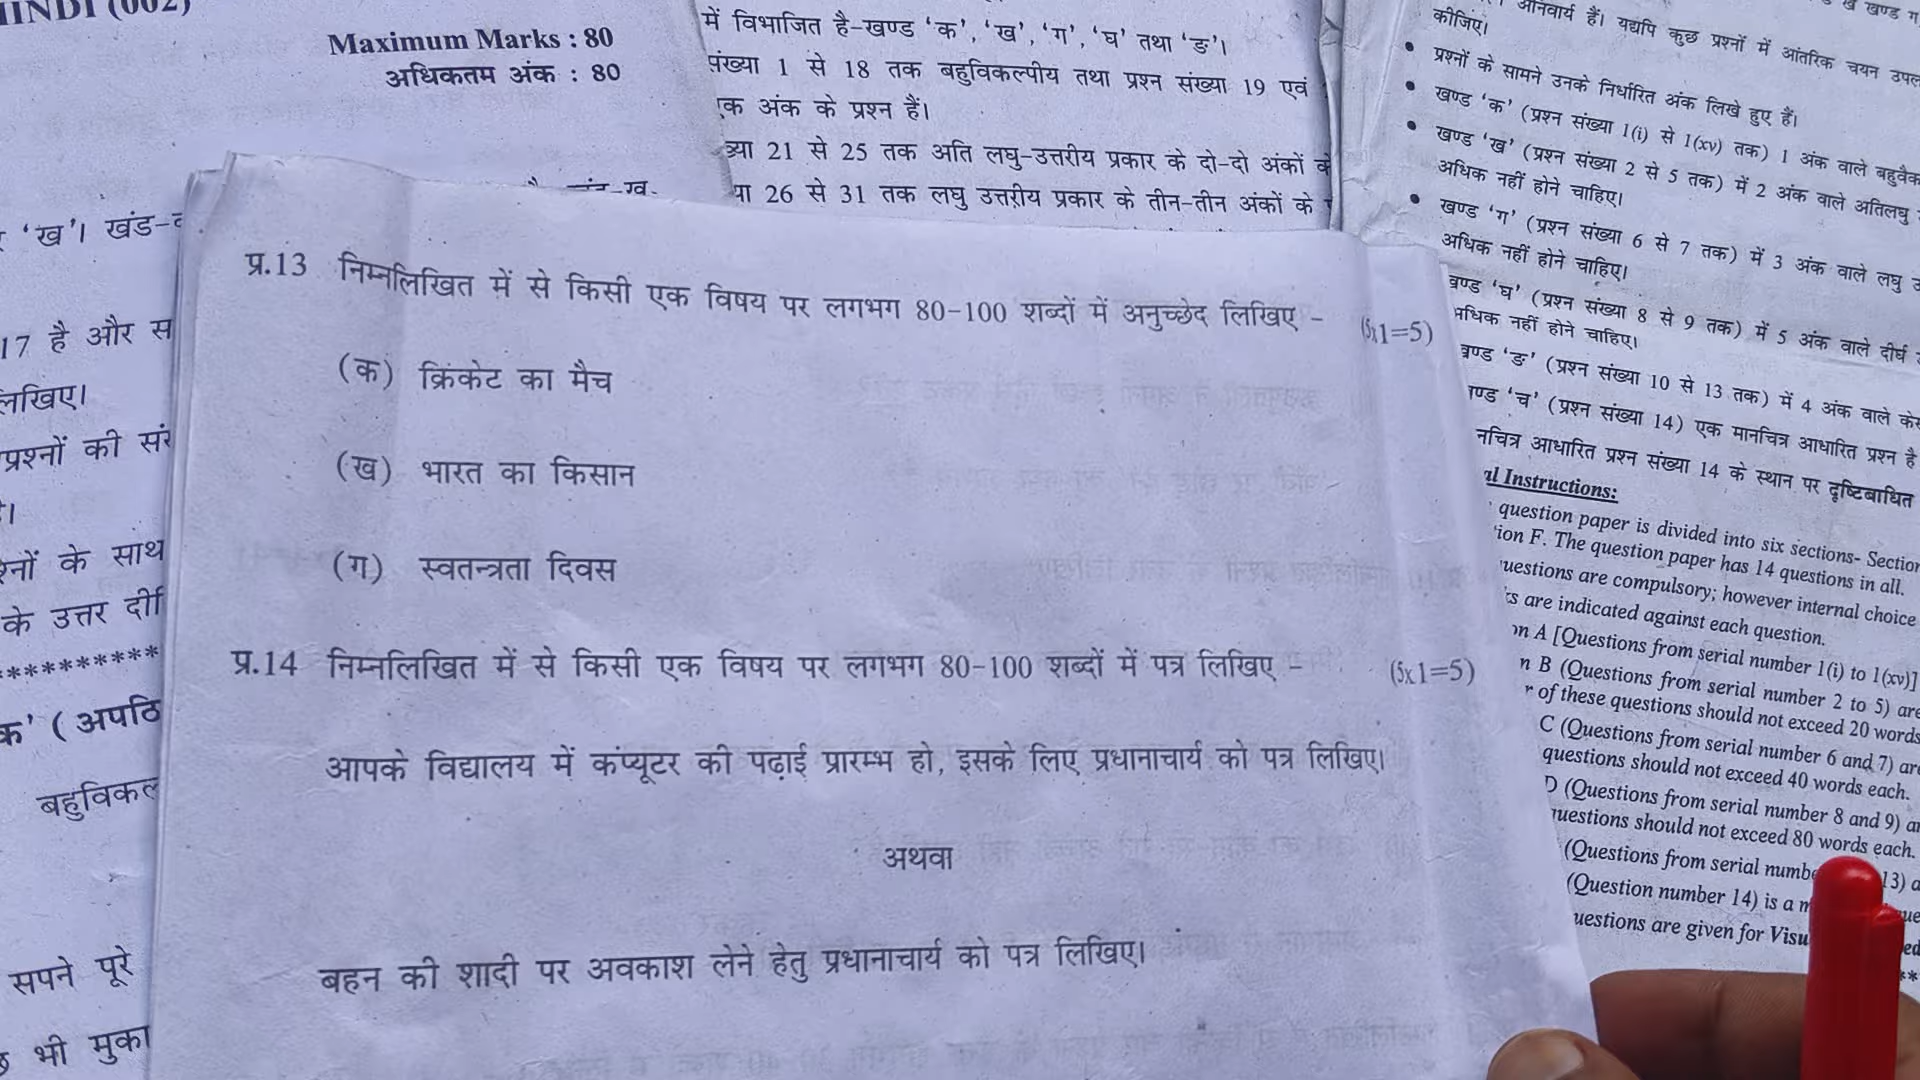 HINDI (002)
Maximum Marks : 80
अधिकतम अंक : 80
'ख'। खंड-
17 है और
लिखिए।
प्रश्नों की
के साथ
के उत्तर
**********
क' (
सपने पूरे
भी
में विभाजित है-खण्ड 'क', 'ख', 'ग', 'घ' तथा 'ङ'।
संख्या 1 से 18 तक बहुविकल्पीय तथा प्रश्न संख्या 19 एवं
अंक के प्रश्न हैं।
21 से 25 तक अति लघु-उत्तरीय प्रकार के दो-दो अंकों के
26 से 31 तक लघु उत्तरीय प्रकार के तीन-तीन अंकों के
प्र.13 निम्नलिखित में से किसी एक विषय पर लगभग 80-100 शब्दों में अनुच्छेद लिखिए – (5x1=5)
(क) क्रिकेट का मैच
(ख) भारत का किसान
(ग) स्वतन्त्रता दिवस
प्र.14 निम्नलिखित में से किसी एक विषय पर लगभग 80-100 शब्दों में पत्र लिखिए – (5x1=5)
आपके विद्यालय में कंप्यूटर की पढ़ाई प्रारम्भ हो, इसके लिए प्रधानाचार्य को पत्र लिखिए।
अथवा
बहन की शादी पर अवकाश लेने हेतु प्रधानाचार्य को पत्र लिखिए।
खण्ड
अनिवार्य हैं। यद्यपि कुछ प्रश्नों में आंतरिक चयन
कीजिए।
• प्रश्नों के सामने उनके निर्धारित अंक लिखे हुए हैं।
• खण्ड 'क' (प्रश्न संख्या 1(i) से 1(xv) तक) 1 अंक वाले
• खण्ड 'ख' (प्रश्न संख्या 2 से 5 तक) में 2 अंक वाले अतिलघु
अधिक नहीं होने चाहिए।
• खण्ड 'ग' (प्रश्न संख्या 6 से 7 तक) में 3 अंक वाले लघु
अधिक नहीं होने चाहिए।
खण्ड 'घ' (प्रश्न संख्या 8 से 9 तक) में 5 अंक वाले दीर्घ
अधिक नहीं होने चाहिए।
खण्ड 'ङ' (प्रश्न संख्या 10 से 13 तक) में 4 अंक वाले
'च' (प्रश्न संख्या 14) एक मानचित्र आधारित प्रश्न है
आधारित प्रश्न संख्या 14 के स्थान पर दृष्टिबाधित
Instructions:
question paper is divided into six sections- Section
F. The question paper has 14 questions in all.
questions are compulsory; however internal choice
are indicated against each question.
A [Questions from serial number 1(i) to 1(xv)]
B (Questions from serial number 2 to 5) are
of these questions should not exceed 20 words
C (Questions from serial number 6 and 7) are
questions should not exceed 40 words each.
D (Questions from serial number 8 and 9)
questions should not exceed 80 words each.
(Questions from serial 13)
(Question number 14) is a
questions are given for